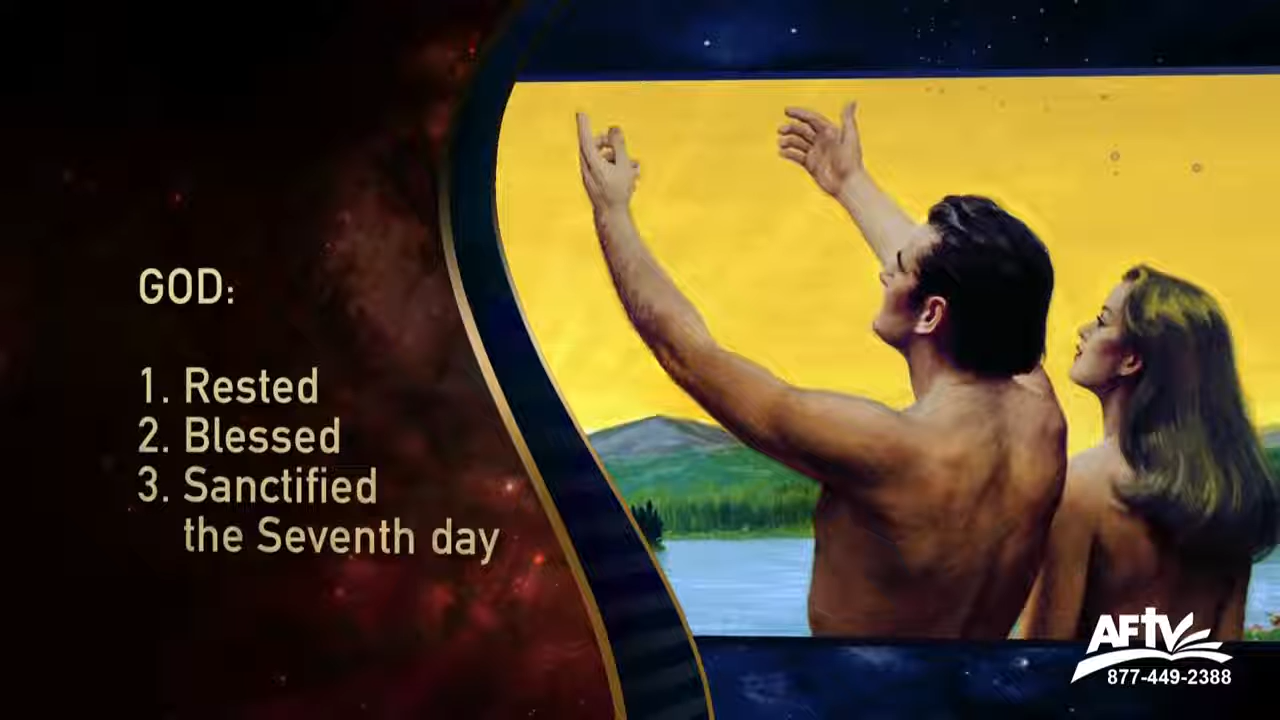 GOD:
1. Rested
2. Blessed
3. Sanctified
the Seventh day
AFtv
877-449-2388